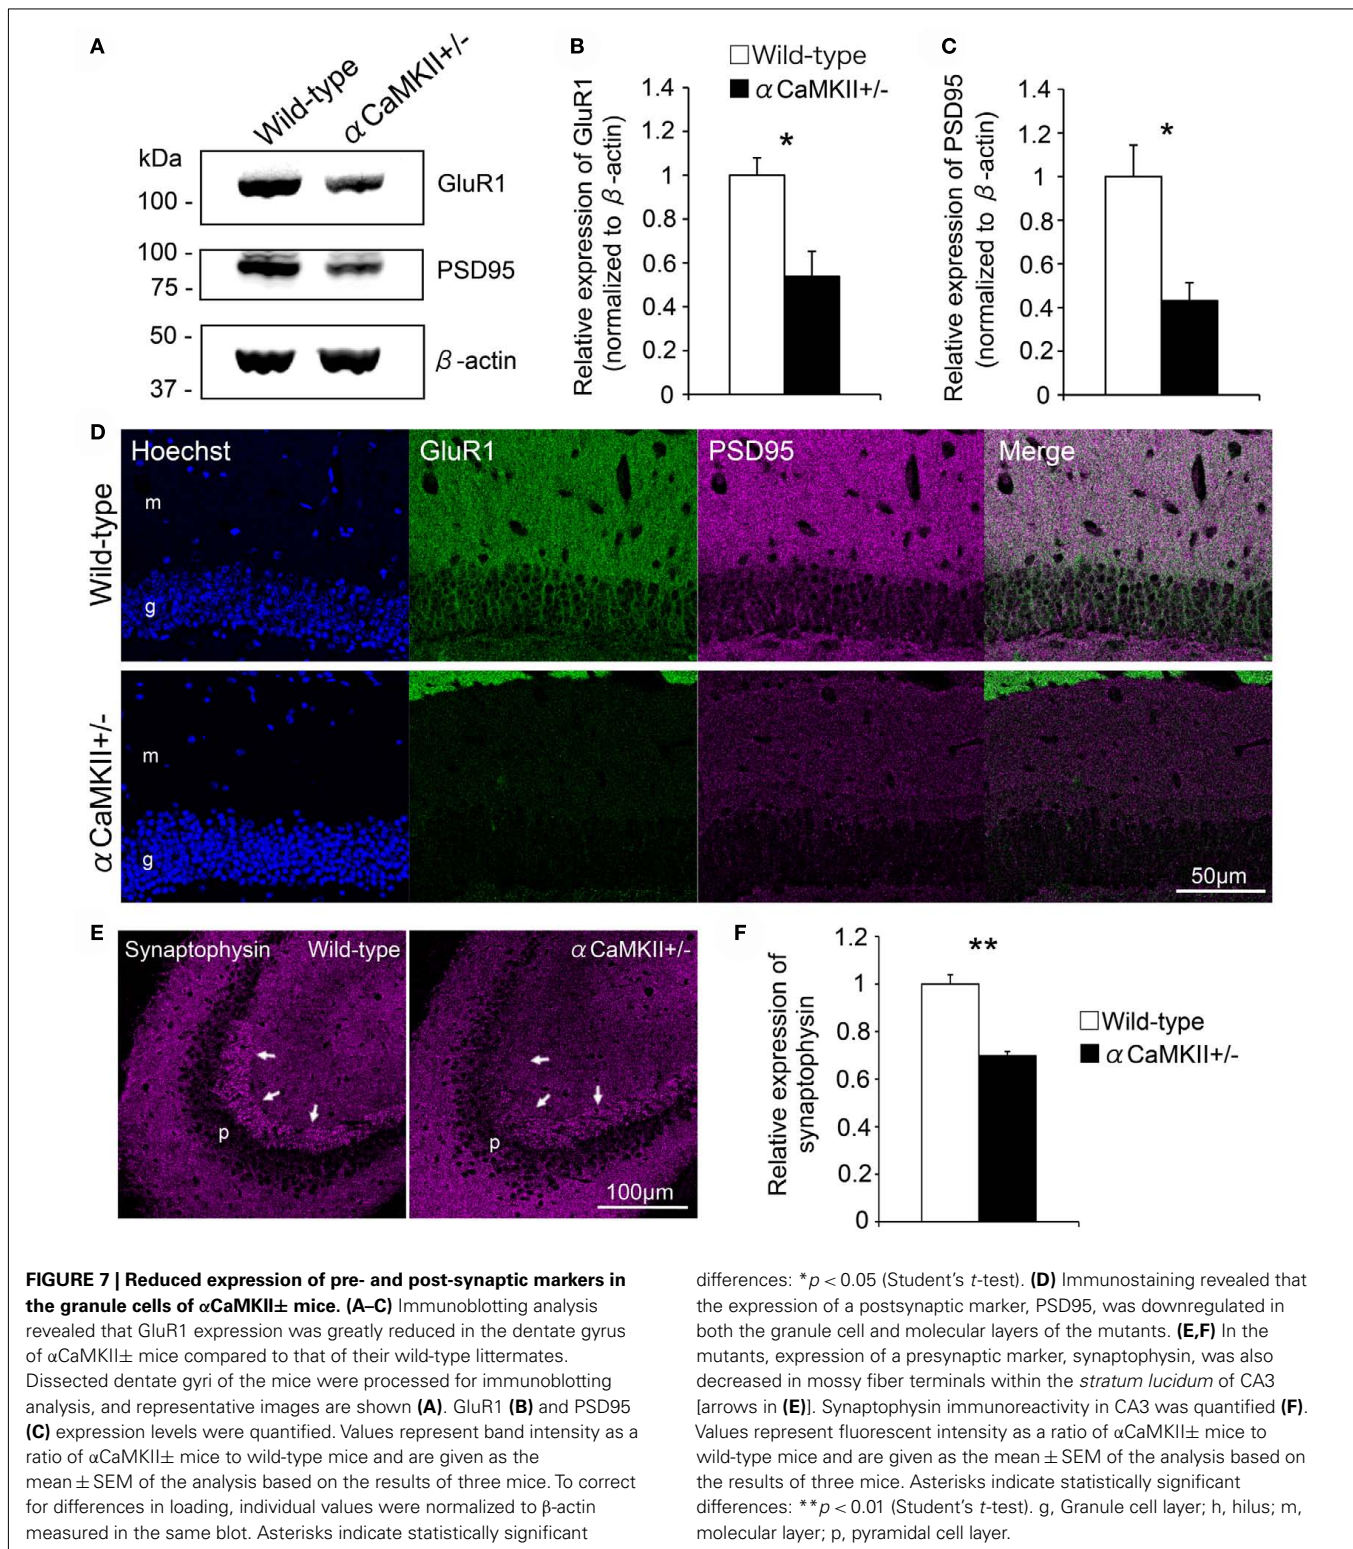 A
Wild-type
αCaMKII+/-
kDa
100 -
GluR1
100 -
75 -
PSD95
50 -
37 -
β-actin
B
Wild-type
αCaMKII+/-
Relative expression of GluR1
(normalized to β-actin)
1.4
1.2
1
0.8
0.6
0.4
0.2
0
*
C
Relative expression of PSD95
(normalized to β-actin)
1.4
1.2
1
0.8
0.6
0.4
0.2
0
*
D
Wild-type
Hoechst
GluR1
PSD95
Merge
m
g
αCaMKII+/-
m
g
50μm
E
Synaptophysin
Wild-type
αCaMKII+/-
p
p
100μm
F
Relative expression of
synaptophysin
1.2
1
0.8
0.6
0.4
0.2
0
**
Wild-type
αCaMKII+/-
FIGURE 7 | Reduced expression of pre- and post-synaptic markers in
the granule cells of αCaMKII± mice. (A–C) Immunoblotting analysis
revealed that GluR1 expression was greatly reduced in the dentate gyrus
of αCaMKII± mice compared to that of their wild-type littermates.
Dissected dentate gyri of the mice were processed for immunoblotting
analysis, and representative images are shown (A). GluR1 (B) and PSD95
(C) expression levels were quantified. Values represent band intensity as a
ratio of αCaMKII± mice to wild-type mice and are given as the
mean ± SEM of the analysis based on the results of three mice. To correct
for differences in loading, individual values were normalized to β-actin
measured in the same blot. Asterisks indicate statistically significant
differences: *p < 0.05 (Student's t-test). (D) Immunostaining revealed that
the expression of a postsynaptic marker, PSD95, was downregulated in
both the granule cell and molecular layers of the mutants. (E,F) In the
mutants, expression of a presynaptic marker, synaptophysin, was also
decreased in mossy fiber terminals within the stratum lucidum of CA3
[arrows in (E)]. Synaptophysin immunoreactivity in CA3 was quantified (F).
Values represent fluorescent intensity as a ratio of αCaMKII± mice to
wild-type mice and are given as the mean ± SEM of the analysis based on
the results of three mice. Asterisks indicate statistically significant
differences: **p < 0.01 (Student's t-test). g, Granule cell layer; h, hilus; m,
molecular layer; p, pyramidal cell layer.